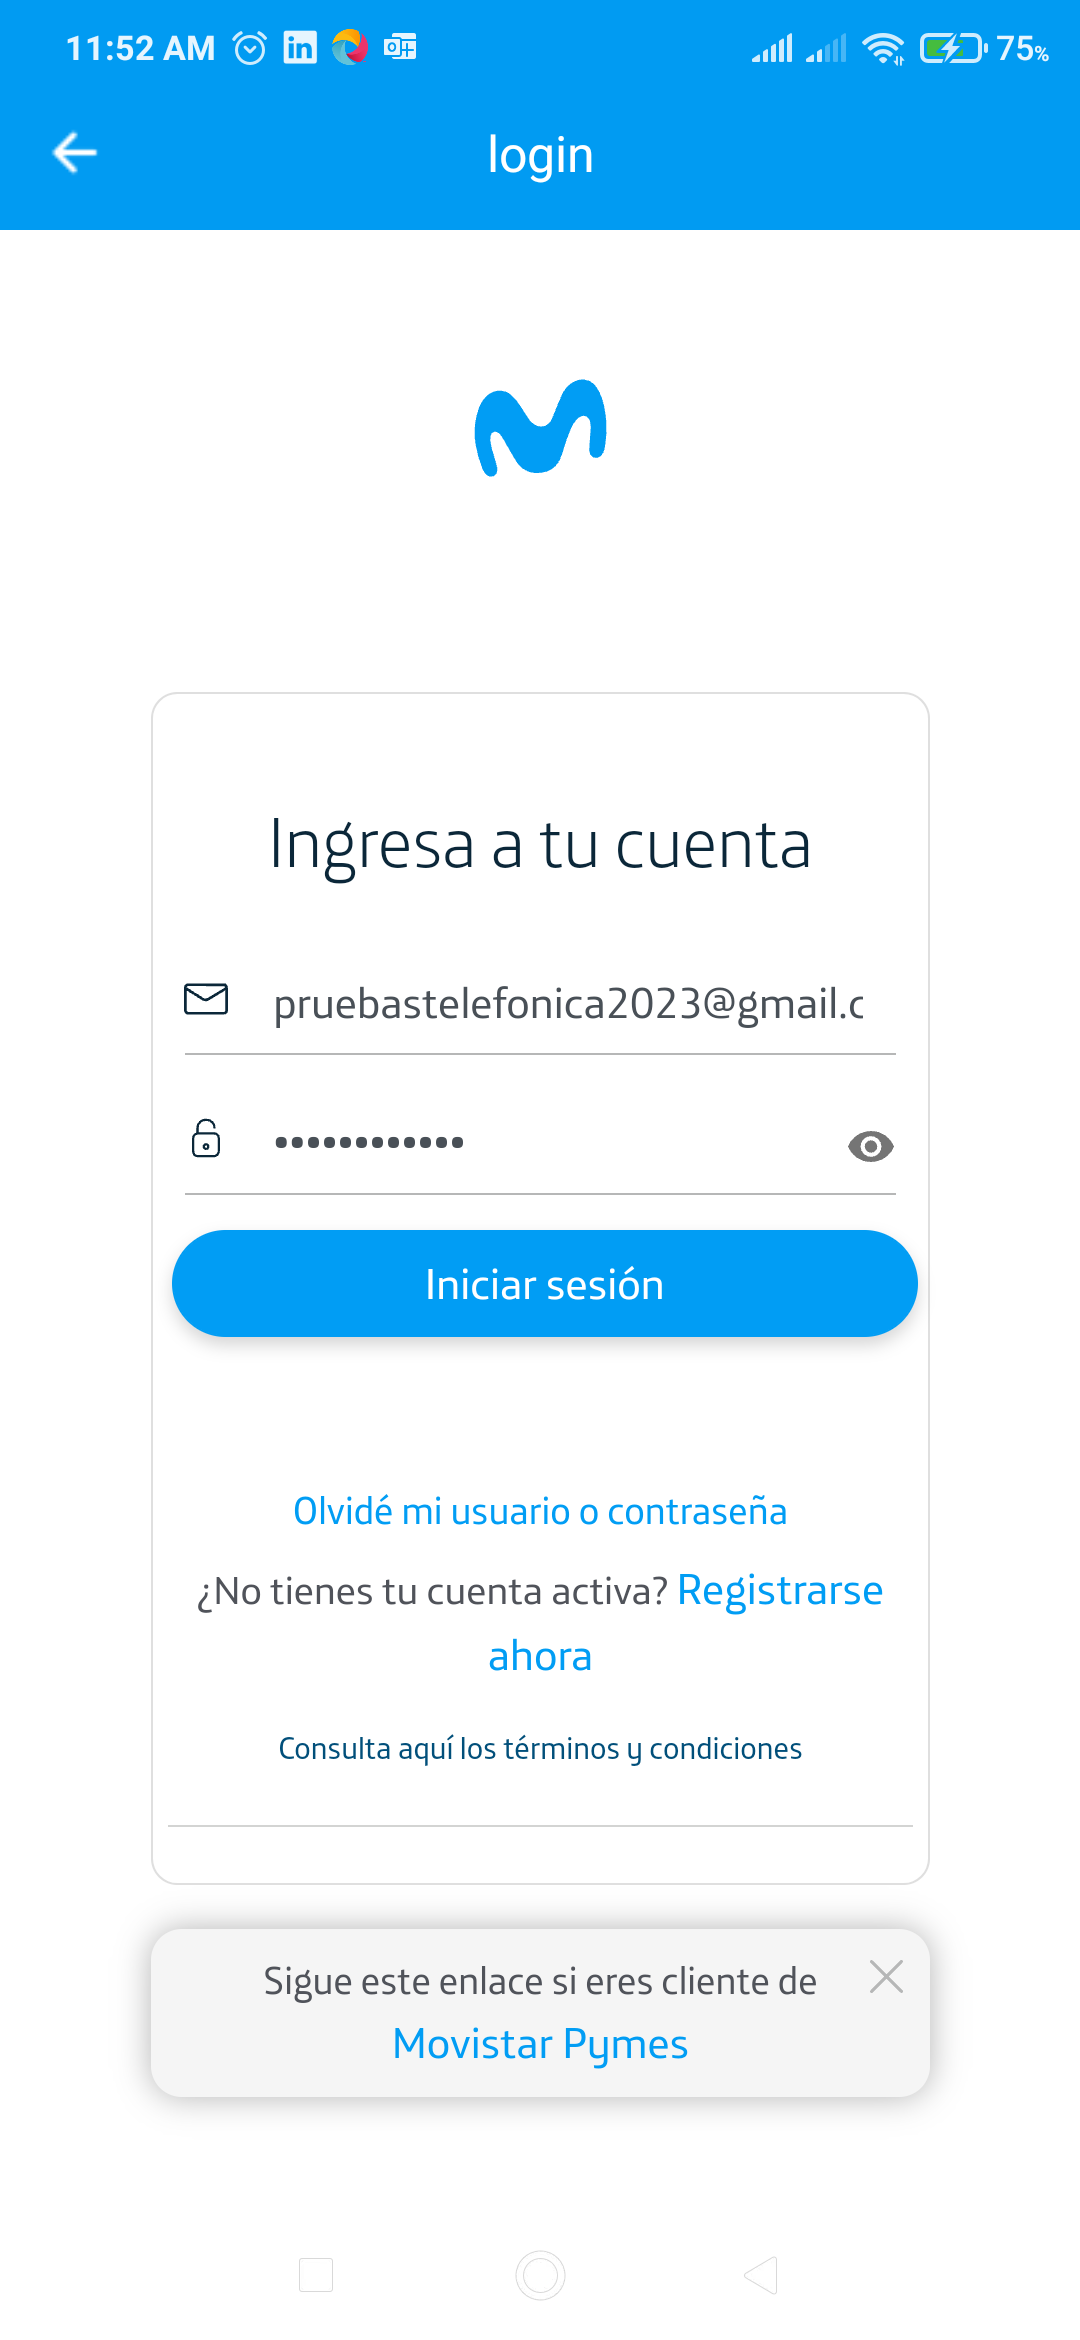 11:52 AM 75%
login
Ingresa a tu cuenta
pruebastelefonica2023@gmail.c
••••••••••••
Iniciar sesión
Olvidé mi usuario o contraseña
¿No tienes tu cuenta activa? Registrarse
ahora
Consulta aquí los términos y condiciones
Sigue este enlace si eres cliente de
Movistar Pymes